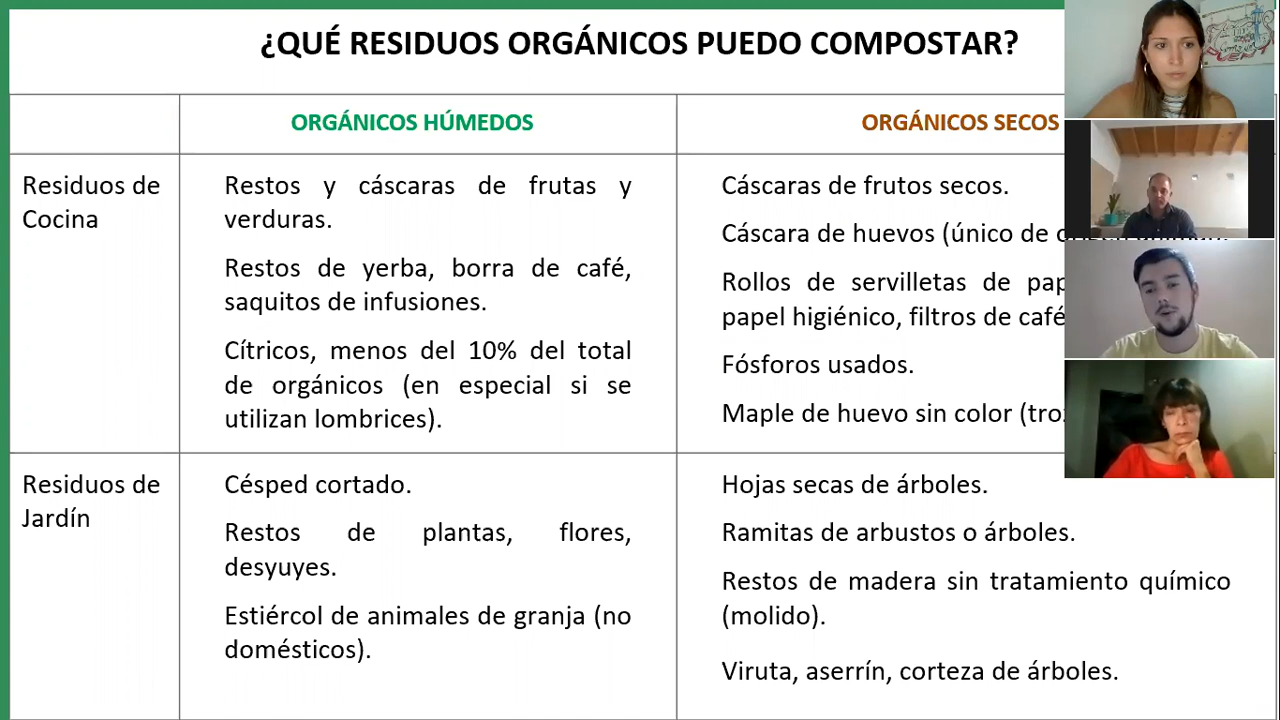 ¿QUÉ RESIDUOS ORGÁNICOS PUEDO COMPOSTAR?
ORGÁNICOS HÚMEDOS
ORGÁNICOS SECOS
Residuos de
Cocina
Restos y cáscaras de frutas y
verduras.
Restos de yerba, borra de café,
saquitos de infusiones.
Cítricos, menos del 10% del total
de orgánicos (en especial si se
utilizan lombrices).
Cáscaras de frutos secos.
Cáscara de huevos (único de
Rollos de servilletas de
papel higiénico, filtros de café
Fósforos usados.
Maple de huevo sin color
Residuos de
Jardín
Césped cortado.
Restos de plantas, flores,
desyuyes.
Estiércol de animales de granja (no
domésticos).
Hojas secas de árboles.
Ramitas de arbustos o árboles.
Restos de madera sin tratamiento químico
(molido).
Viruta, aserrín, corteza de árboles.